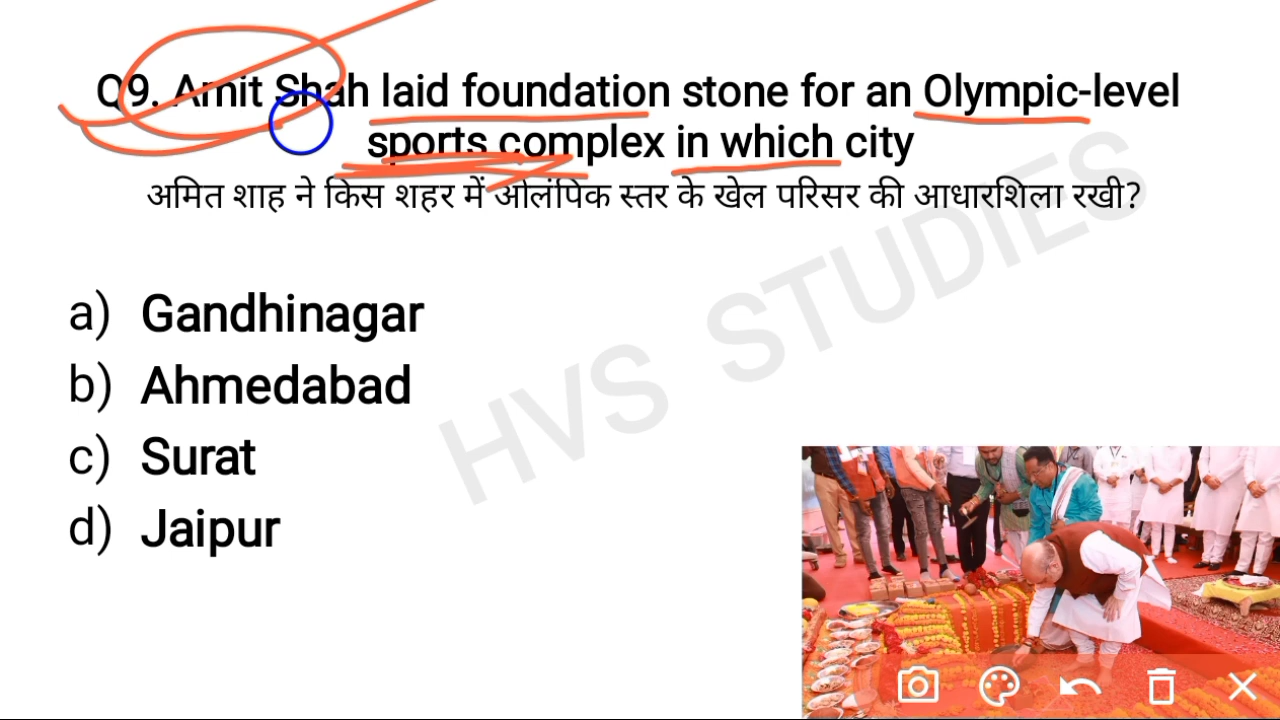 Q9. Amit Shah laid foundation stone for an Olympic-level
sports complex in which city
अमित शाह ने किस शहर में ओलंपिक स्तर के खेल परिसर की आधारशिला रखी?
a) Gandhinagar
b) Ahmedabad
c) Surat
d) Jaipur
HVS STUDIES